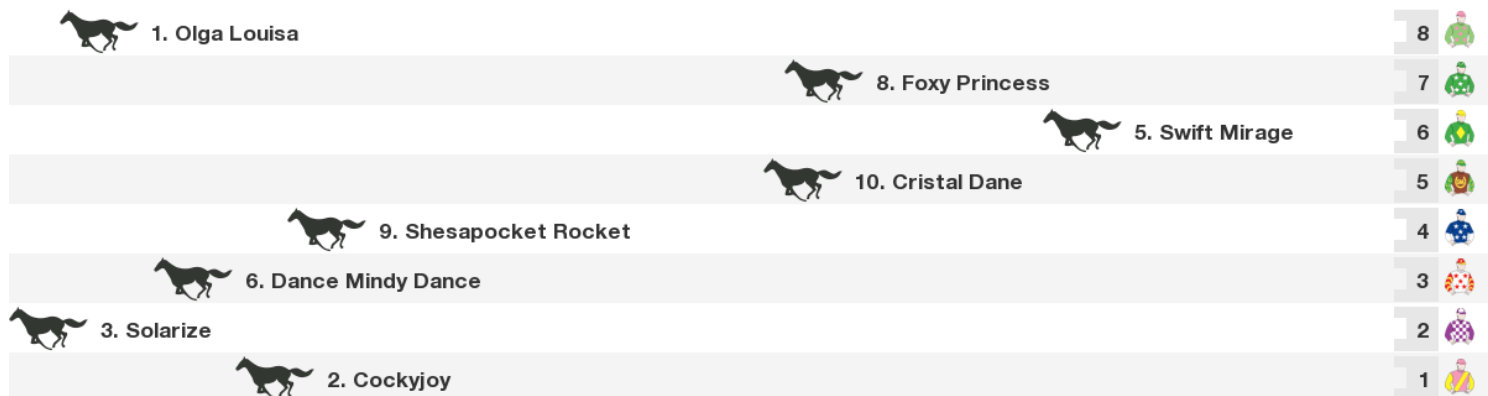 1. Olga Louisa 8
8. Foxy Princess 7
5. Swift Mirage 6
10. Cristal Dane 5
9. Shesapocket Rocket 4
6. Dance Mindy Dance 3
3. Solarize 2
2. Cockyjoy 1